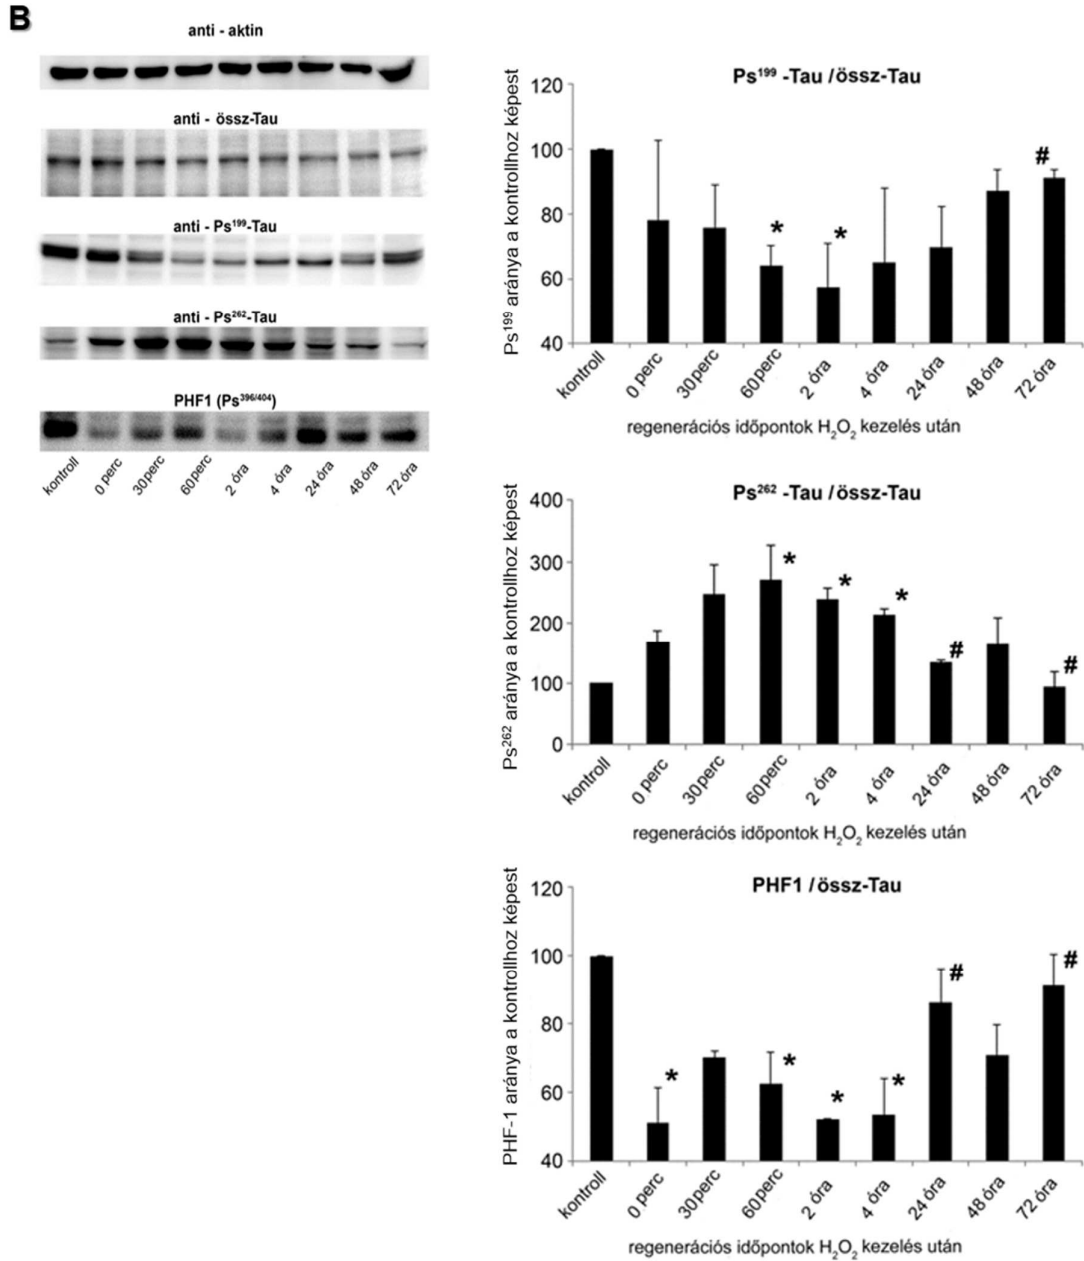 B
anti - aktin
anti - össz-Tau
anti - Ps¹⁹⁹-Tau
anti - Ps²⁶²-Tau
PHF1 (Ps³⁹⁶/⁴⁰⁴)
kontroll 0 perc 30perc 60perc 2 óra 4 óra 24 óra 48 óra 72 óra
Ps¹⁹⁹ -Tau / össz-Tau
Ps¹⁹⁹ aránya a kontrollhoz képest
120
100
80
60
40
* * #
kontroll 0 perc 30perc 60perc 2 óra 4 óra 24 óra 48 óra 72 óra
regenerációs időpontok H₂O₂ kezelés után
Ps²⁶² -Tau / össz-Tau
Ps²⁶² aránya a kontrollhoz képest
400
300
200
100
0
* * * # #
kontroll 0 perc 30perc 60perc 2 óra 4 óra 24 óra 48 óra 72 óra
regenerációs időpontok H₂O₂ kezelés után
PHF1 / össz-Tau
PHF-1 aránya a kontrollhoz képest
120
100
80
60
40
* * * * # #
kontroll 0 perc 30perc 60perc 2 óra 4 óra 24 óra 48 óra 72 óra
regenerációs időpontok H₂O₂ kezelés után